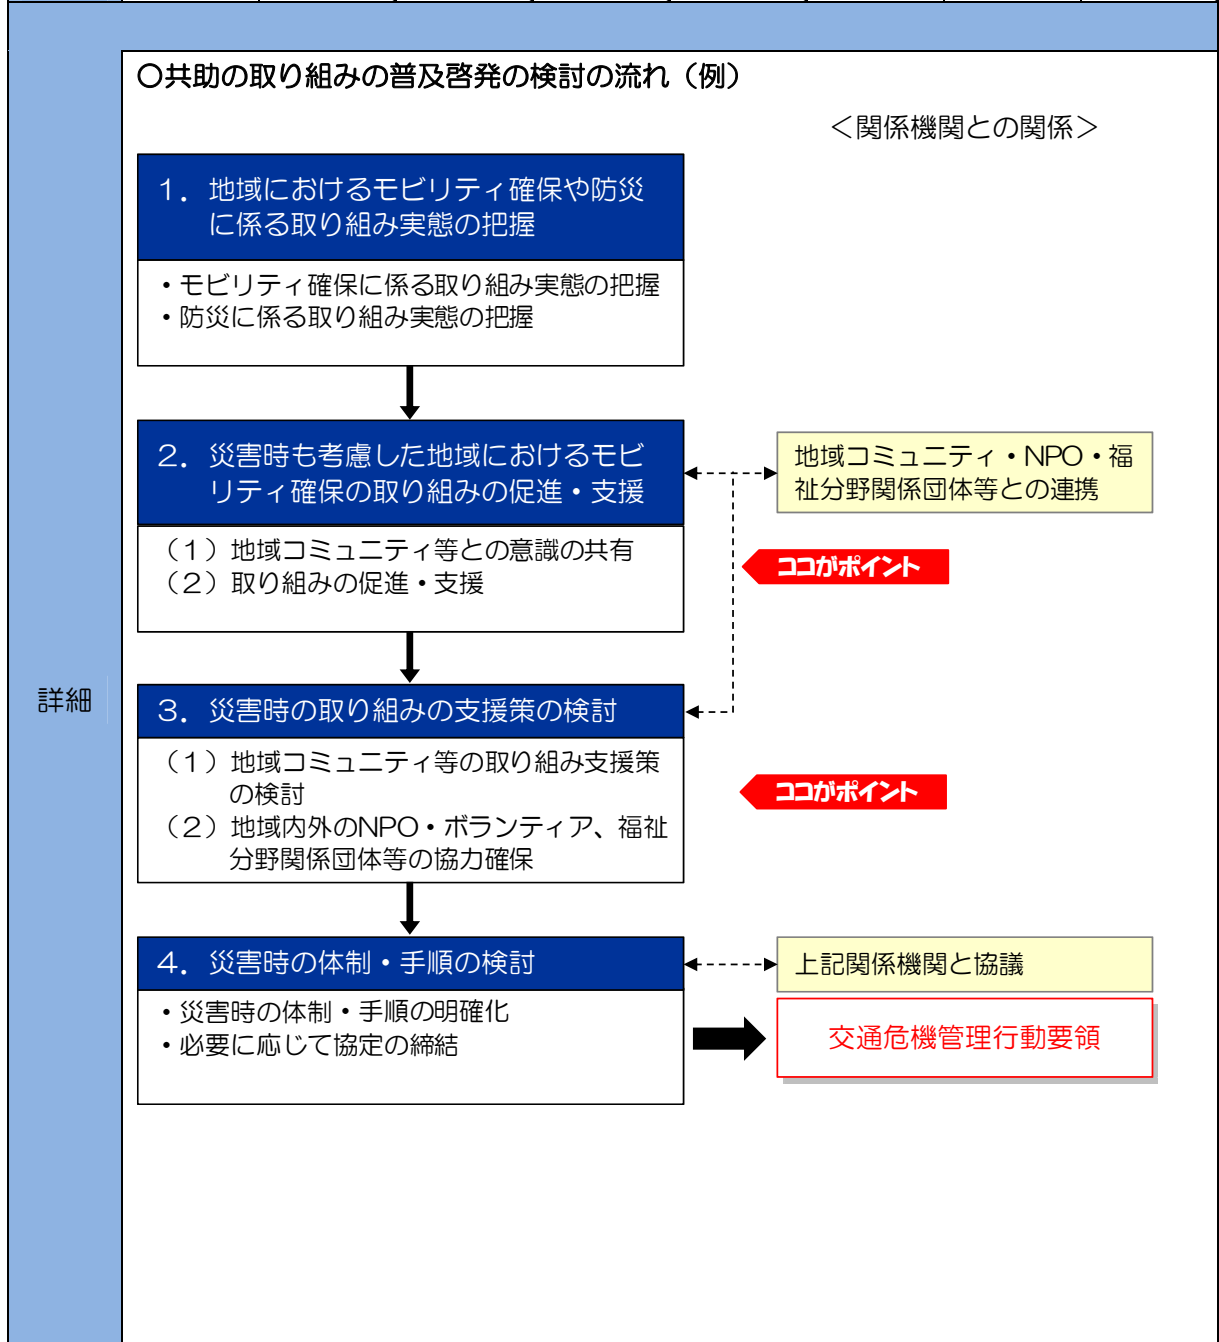 〇共助の取り組みの普及啓発の検討の流れ（例）
＜関係機関との関係＞
１．地域におけるモビリティ確保や防災
に係る取り組み実態の把握
・モビリティ確保に係る取り組み実態の把握
・防災に係る取り組み実態の把握
２．災害時も考慮した地域におけるモビ
リティ確保の取り組みの促進・支援
地域コミュニティ・NPO・福
祉分野関係団体等との連携
（１）地域コミュニティ等との意識の共有
（２）取り組みの促進・支援
ココがポイント
詳細
３．災害時の取り組みの支援策の検討
（１）地域コミュニティ等の取り組み支援策
の検討
（２）地域内外のNPO・ボランティア、福祉
分野関係団体等の協力確保
ココがポイント
４．災害時の体制・手順の検討
上記関係機関と協議
・災害時の体制・手順の明確化
・必要に応じて協定の締結
交通危機管理行動要領